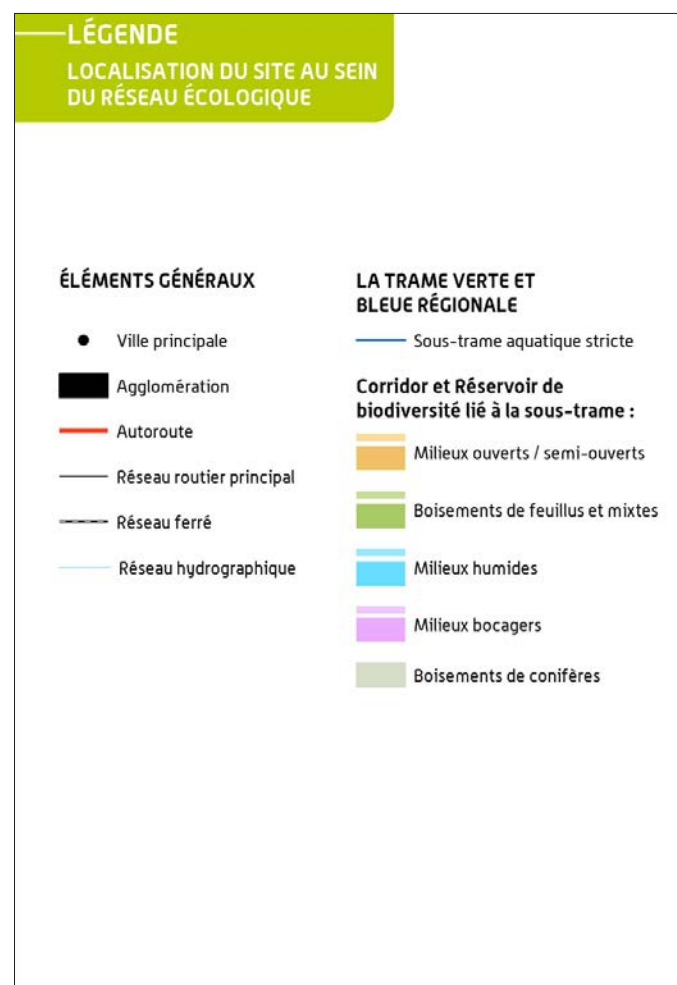 LÉGENDE
LOCALISATION DU SITE AU SEIN
DU RÉSEAU ÉCOLOGIQUE
ÉLÉMENTS GÉNÉRAUX
Ville principale
Agglomération
Autoroute
Réseau routier principal
Réseau ferré
Réseau hydrographique
LA TRAME VERTE ET
BLEUE RÉGIONALE
Sous-trame aquatique stricte
Corridor et Réservoir de
biodiversité lié à la sous-trame :
Milieux ouverts / semi-ouverts
Boisements de feuillus et mixtes
Milieux humides
Milieux bocagers
Boisements de conifères